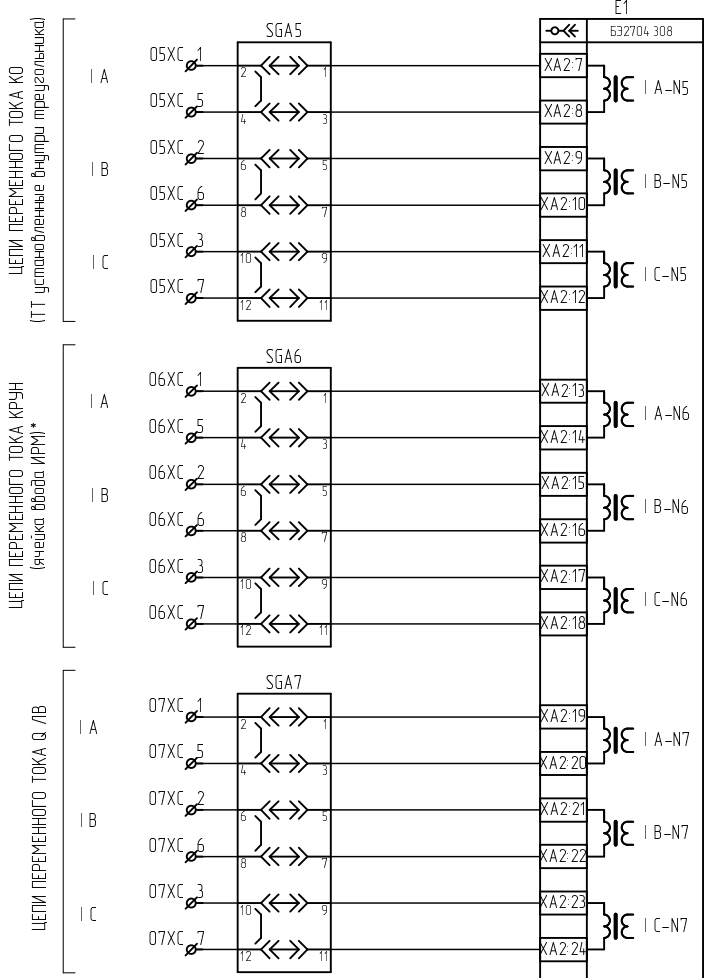 E1
Б32704 308
ЦЕПИ ПЕРЕМЕННОГО ТОКА КО
(ТТ установленные внутри треугольника)
SGA5
I A
05XC 1
2
1
XA2:7
I A-N5
05XC 5
4
3
XA2:8
I B
05XC 2
6
5
XA2:9
I B-N5
05XC 6
8
7
XA2:10
I C
05XC 3
10
9
XA2:11
I C-N5
05XC 7
12
11
XA2:12
ЦЕПИ ПЕРЕМЕННОГО ТОКА КРУН
(ячейка ввода ИРМ)*
SGA6
I A
06XC 1
2
1
XA2:13
I A-N6
06XC 5
4
3
XA2:14
I B
06XC 2
6
5
XA2:15
I B-N6
06XC 6
8
7
XA2:16
I C
06XC 3
10
9
XA2:17
I C-N6
06XC 7
12
11
XA2:18
ЦЕПИ ПЕРЕМЕННОГО ТОКА Q ЛВ
SGA7
I A
07XC 1
2
1
XA2:19
I A-N7
07XC 5
4
3
XA2:20
I B
07XC 2
6
5
XA2:21
I B-N7
07XC 6
8
7
XA2:22
I C
07XC 3
10
9
XA2:23
I C-N7
07XC 7
12
11
XA2:24